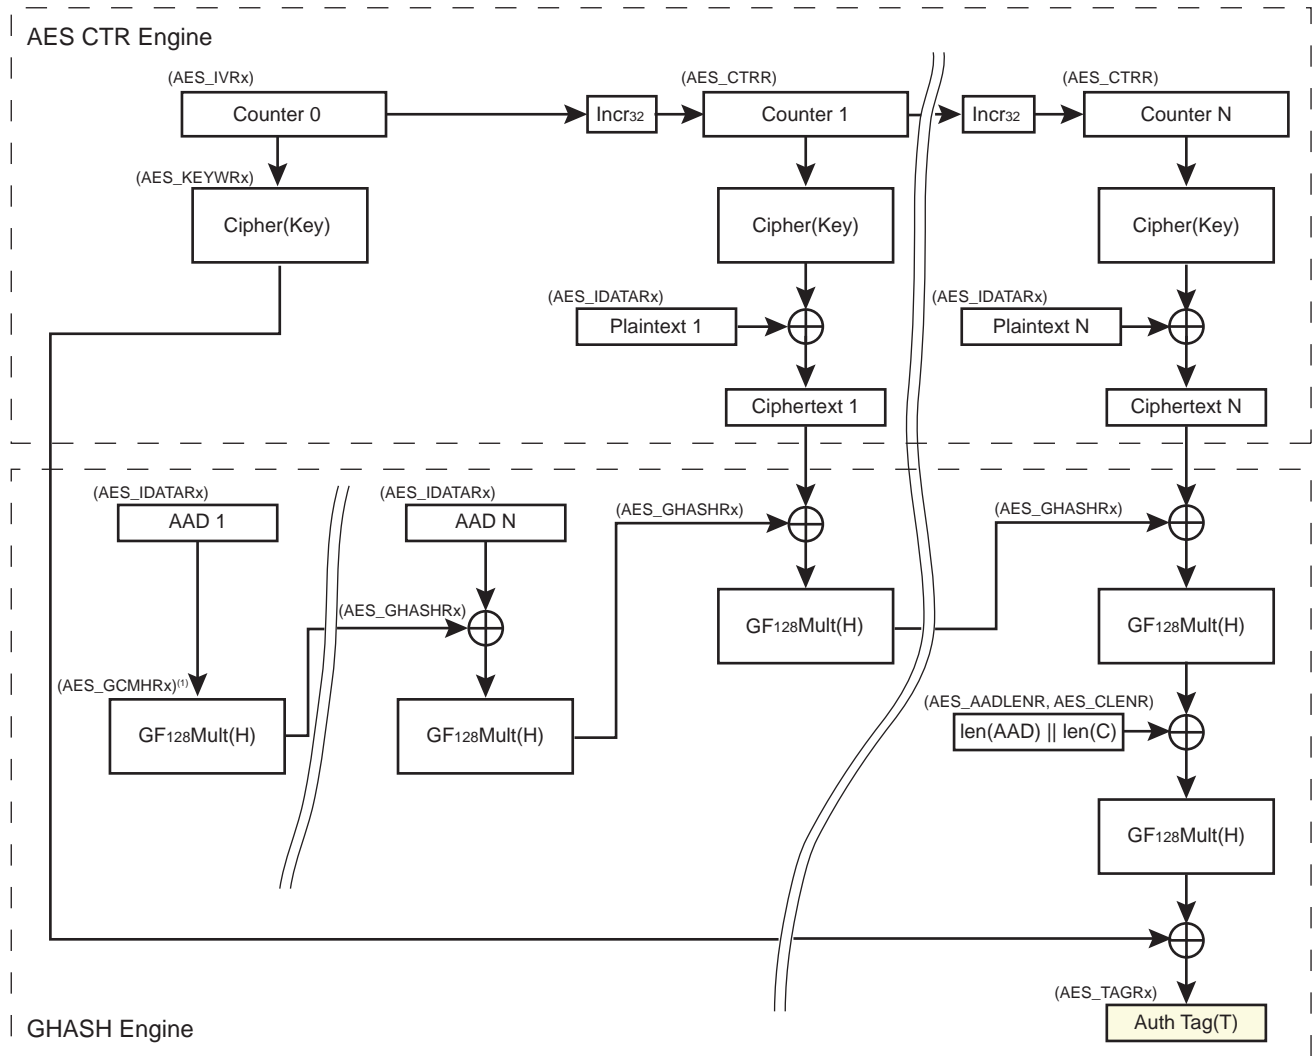 AES CTR Engine
(AES_IVRx)
(AES_CTRR)
(AES_CTRR)
Counter 0
Incr32
Counter 1
Incr32
Counter N
(AES_KEYWRx)
Cipher(Key)
Cipher(Key)
Cipher(Key)
(AES_IDATARx)
(AES_IDATARx)
Plaintext 1
Plaintext N
Ciphertext 1
Ciphertext N
(AES_IDATARx)
(AES_IDATARx)
AAD 1
AAD N
(AES_GHASHRx)
(AES_GHASHRx)
(AES_GHASHRx)
GF128Mult(H)
GF128Mult(H)
(AES_GCMHRx)(1)
GF128Mult(H)
GF128Mult(H)
(AES_AADLENR, AES_CLENR)
len(AAD) || len(C)
GF128Mult(H)
(AES_TAGRx)
Auth Tag(T)
GHASH Engine